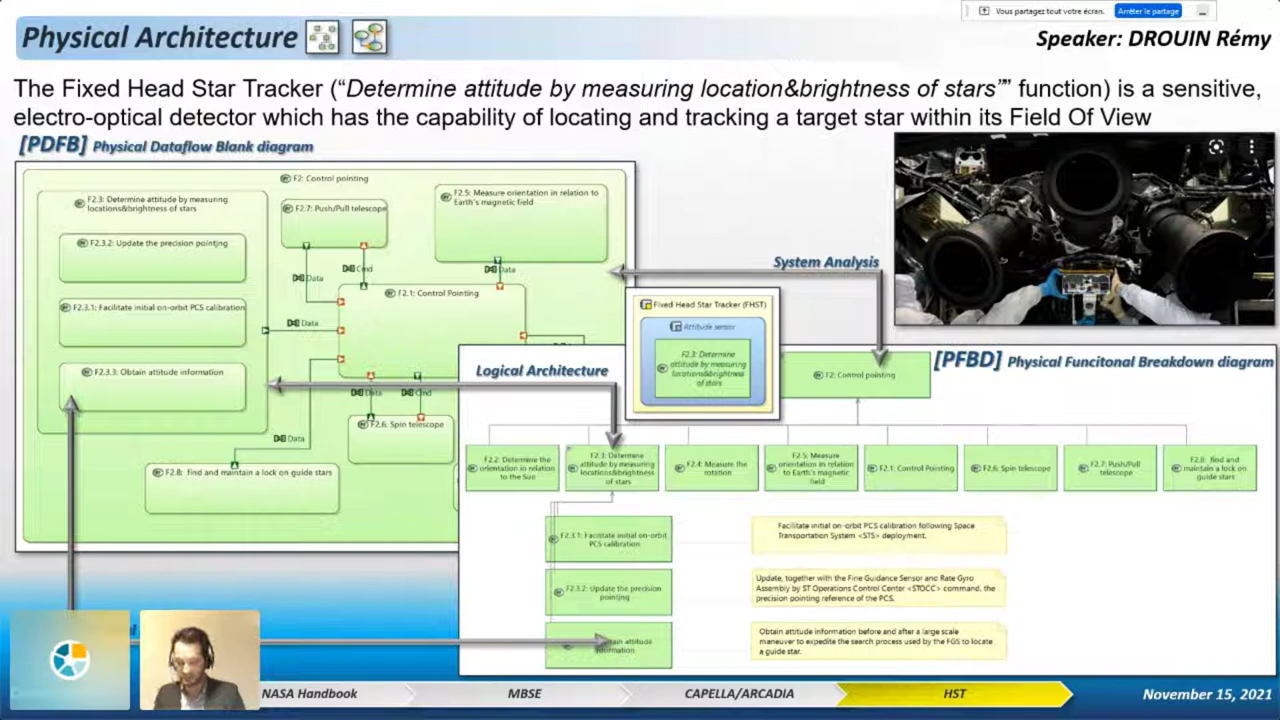 Vous partagez tout votre écran.
Arrêter le partage
Physical Architecture
Speaker: DROUIN Rémy
The Fixed Head Star Tracker (“Determine attitude by measuring location&brightness of stars”” function) is a sensitive,
electro-optical detector which has the capability of locating and tracking a target star within its Field Of View
[PDFB] Physical Dataflow Blank diagram
F2: Control pointing
F2.3: Determine attitude by measuring
locations&brightness of stars
F2.7: Push/Pull telescope
F2.5: Measure orientation in relation to
Earth's magnetic field
F2.3.2: Update the precision pointing
Data
Cmd
Data
F2.1: Control Pointing
F2.3.1: Facilitate initial on-orbit PCS calibration
Data
F2.3.3: Obtain attitude information
Data
Cmd
F2.6: Spin telescope
Data
F2.8: Find and maintain a lock on guide stars
System Analysis
Fixed Head Star Tracker (FHST)
Attitude sensor
F2.3: Determine
attitude by measuring
locations&brightness
of stars
Logical Architecture
[PFBD] Physical Funcitonal Breakdown diagram
F2: Control pointing
F2.2: Determine the
orientation in relation
to the Sun
F2.3: Determine
attitude by measuring
locations&brightness
of stars
F2.4: Measure the
rotation
F2.5: Measure
orientation in relation
to Earth's magnetic
field
F2.1: Control Pointing
F2.6: Spin telescope
F2.7: Push/Pull
telescope
F2.8: Find and
maintain a lock on
guide stars
F2.3.1: Facilitate initial on-orbit
PCS calibration
Facilitate initial on-orbit PCS calibration following Space
Transportation System <STS> deployment.
F2.3.2: Update the precision
pointing
Update, together with the Fine Guidance Sensor and Rate Gyro
Assembly by ST Operations Control Center <STOCC> command, the
precision pointing reference of the PCS.
attitude
information
Obtain attitude information before and after a large scale
maneuver to expedite the search process used by the FGS to locate
a guide star.
NASA Handbook
MBSE
CAPELLA/ARCADIA
HST
November 15, 2021